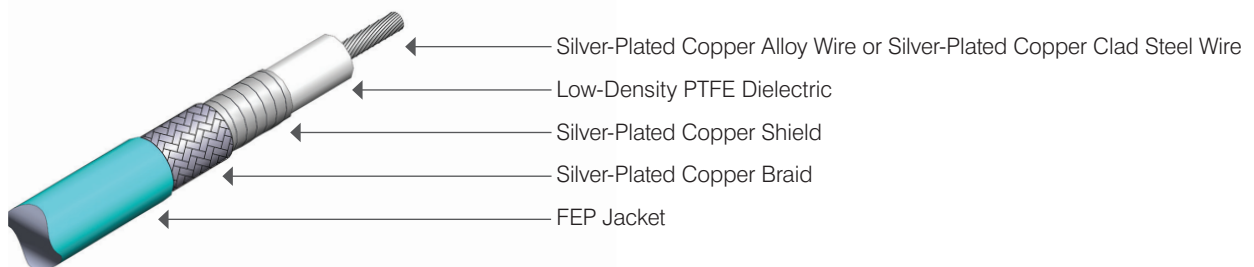 Silver-Plated Copper Alloy Wire or Silver-Plated Copper Clad Steel Wire
Low-Density PTFE Dielectric
Silver-Plated Copper Shield
Silver-Plated Copper Braid
FEP Jacket